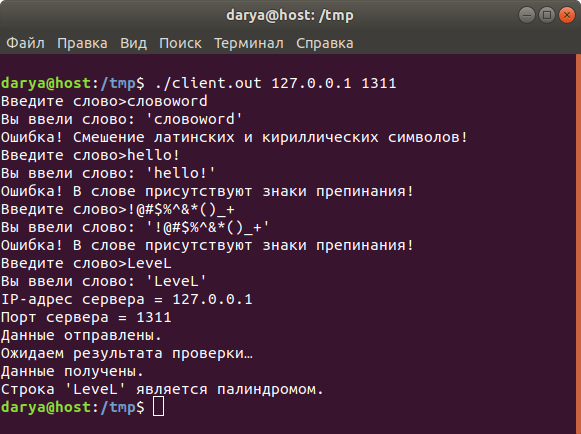 darya@host: /tmp
Файл Правка Вид Поиск Терминал Справка
darya@host:/tmp$ ./client.out 127.0.0.1 1311
Введите слово>словоword
Вы ввели слово: 'словоword'
Ошибка! Смешение латинских и кириллических символов!
Введите слово>hello!
Вы ввели слово: 'hello!'
Ошибка! В слове присутствуют знаки препинания!
Введите слово>!@#$%^&*()_+
Вы ввели слово: '!@#$%^&*()_+'
Ошибка! В слове присутствуют знаки препинания!
Введите слово>LeveL
Вы ввели слово: 'LeveL'
IP-адрес сервера = 127.0.0.1
Порт сервера = 1311
Данные отправлены.
Ожидаем результата проверки…
Данные получены.
Строка 'LeveL' является палиндромом.
darya@host:/tmp$